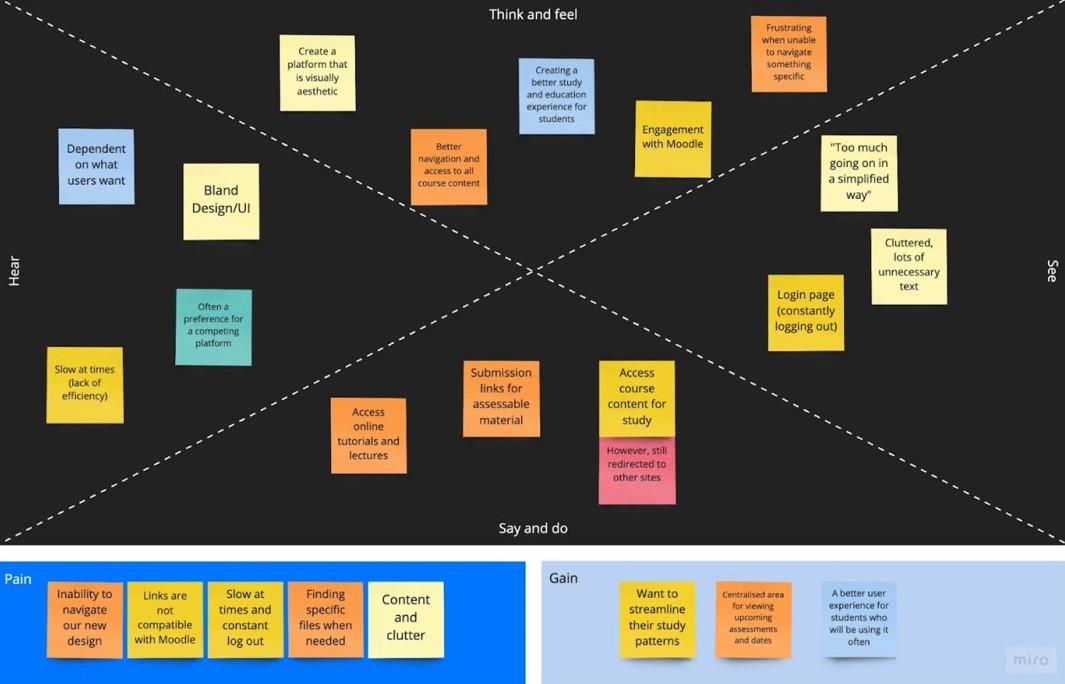 Think and feel
Create a
platform that
is visually
aesthetic
Creating a
better study
and education
experience for
students
Better
navigation and
access to all
course content
Engagement
with Moodle
Frustrating
when unable
to navigate
something
specific
Hear
Dependent
on what
users want
Bland
Design/UI
Often a
preference for
a competing
platform
Slow at times
(lack of
efficiency)
See
"Too much
going on in
a simplified
way"
Cluttered,
lots of
unnecessary
text
Login page
(constantly
logging out)
Access
online
tutorials and
lectures
Submission
links for
assessable
material
Access
course
content for
study
However, still
redirected to
other sites
Say and do
Pain
Inability to
navigate
our new
design
Links are
not
compatible
with Moodle
Slow at
times and
constant
log out
Finding
specific
files when
needed
Content
and
clutter
Gain
Want to
streamline
their study
patterns
Centralised area
for viewing
upcoming
assessments
and dates
A better user
experience for
students who
will be using it
often
miro